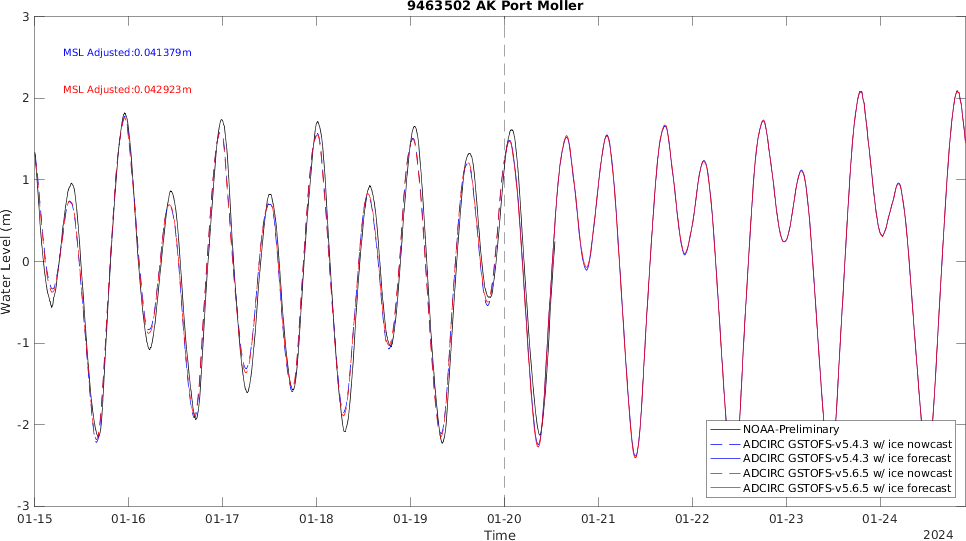 9463502 AK Port Moller
3
2
1
0
-1
-2
-3
Water Level (m)
MSL Adjusted:0.041379m
MSL Adjusted:0.042923m
NOAA-Preliminary
ADCIRC GSTOFS-v5.4.3 w/ ice nowcast
ADCIRC GSTOFS-v5.4.3 w/ ice forecast
ADCIRC GSTOFS-v5.6.5 w/ ice nowcast
ADCIRC GSTOFS-v5.6.5 w/ ice forecast
01-15 01-16 01-17 01-18 01-19 01-20 01-21 01-22 01-23 01-24
Time
2024